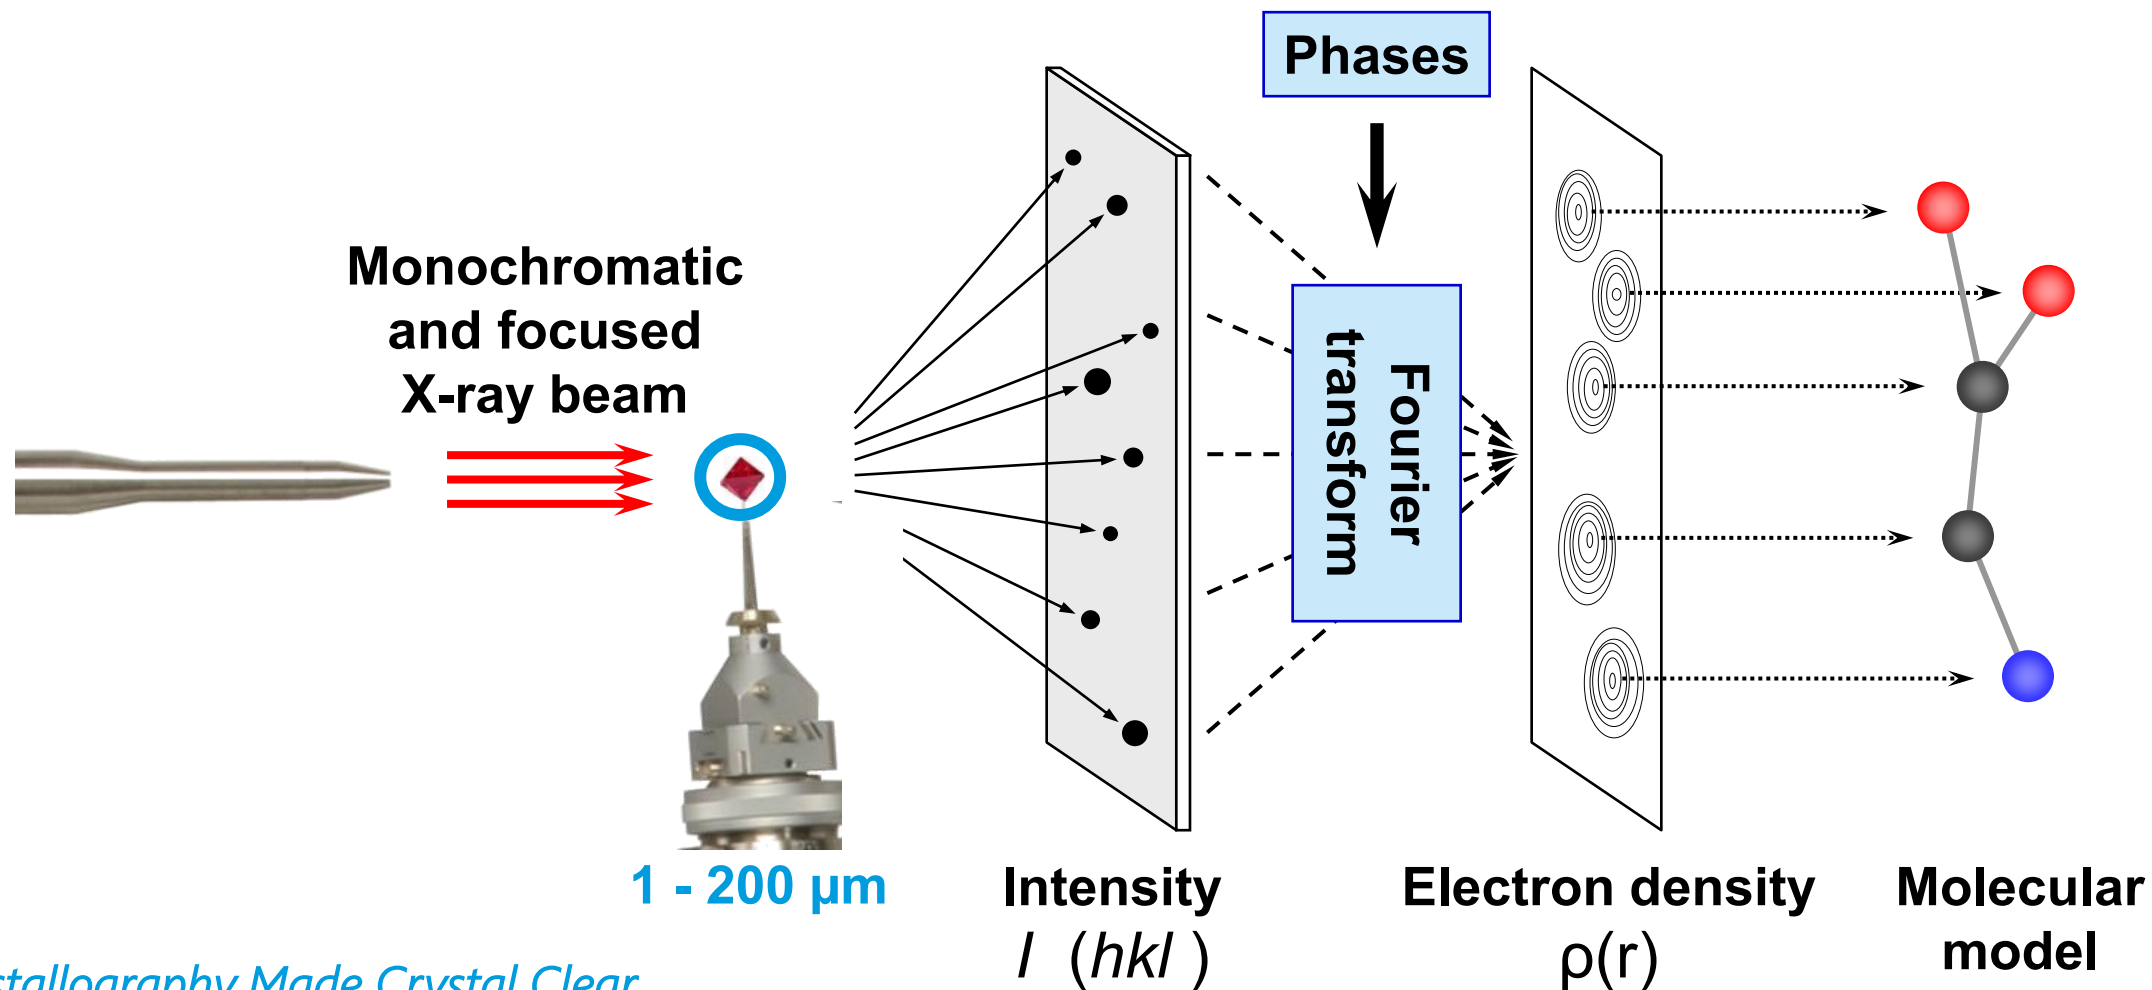 Phases
Monochromatic
and focused
X-ray beam
Fourier
transform
1 - 200 µm
Intensity
I (hkl )
Electron density
ρ(r)
Molecular
model
Made Crystal Clear